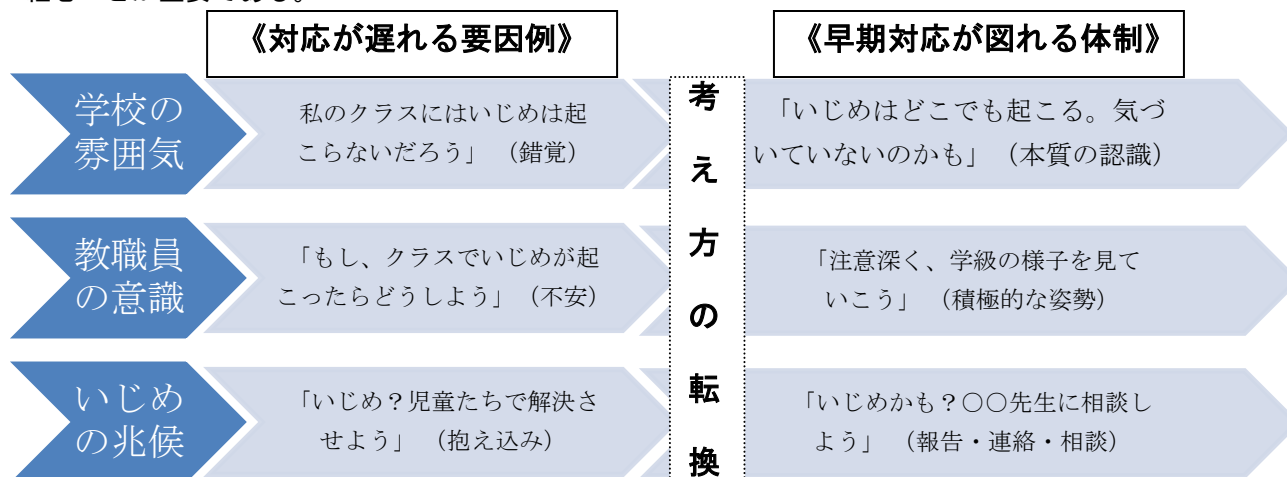 《対応が遅れる要因例》
《早期対応が図れる体制》
学校の
雰囲気
私のクラスにはいじめは起
こらないだろう」（錯覚）
「いじめはどこでも起こる。気づ
いていないのかも」（本質の認識）
教職員
の意識
「もし、クラスでいじめが起
こったらどうしよう」（不安）
「注意深く、学級の様子を見て
いこう」（積極的な姿勢）
いじめ
の兆候
「いじめ？児童たちで解決さ
せよう」（抱え込み）
「いじめかも？○○先生に相談し
よう」（報告・連絡・相談）
考え方の転換